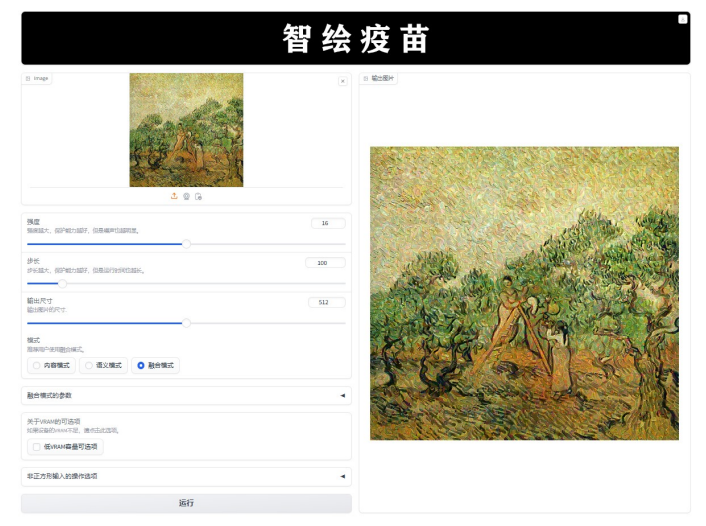 智绘疫苗
Image
输出图片
强度
强度越大，保护能力越好，但是噪声也越明显。
16
步长
步长越大，保护能力越好，但是运行时间也越长。
100
输出尺寸
输出图片的尺寸.
512
模式
推荐用户使用融合模式。
内容模式
语义模式
融合模式
融合模式的参数
关于VRAM的可选项
如果设备的VRAM不足，请点击此选项。
低VRAM容量可选项
非正方形输入的操作选项
运行